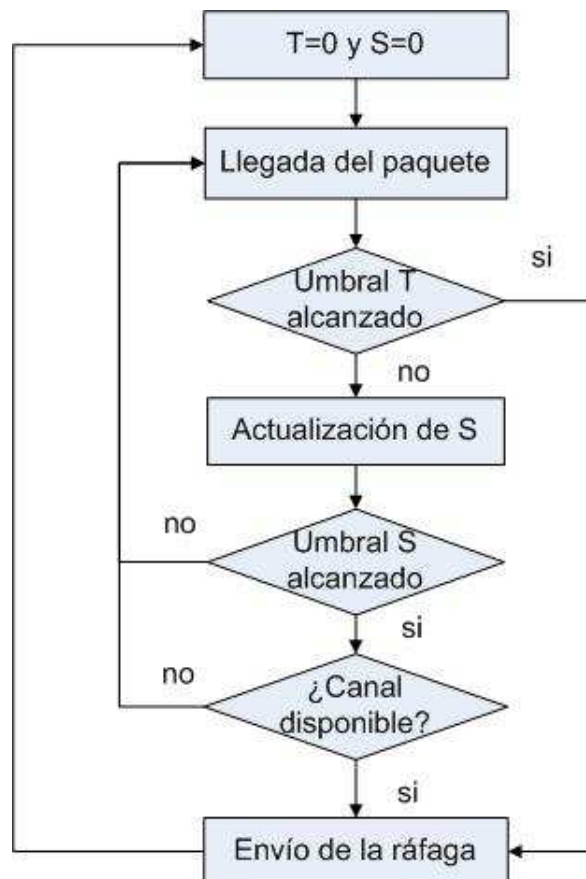 T=0 y S=0
Llegada del paquete
Umbral T
alcanzado
si
no
Actualización de S
Umbral S
alcanzado
no
si
¿Canal
disponible?
no
si
Envío de la ráfaga